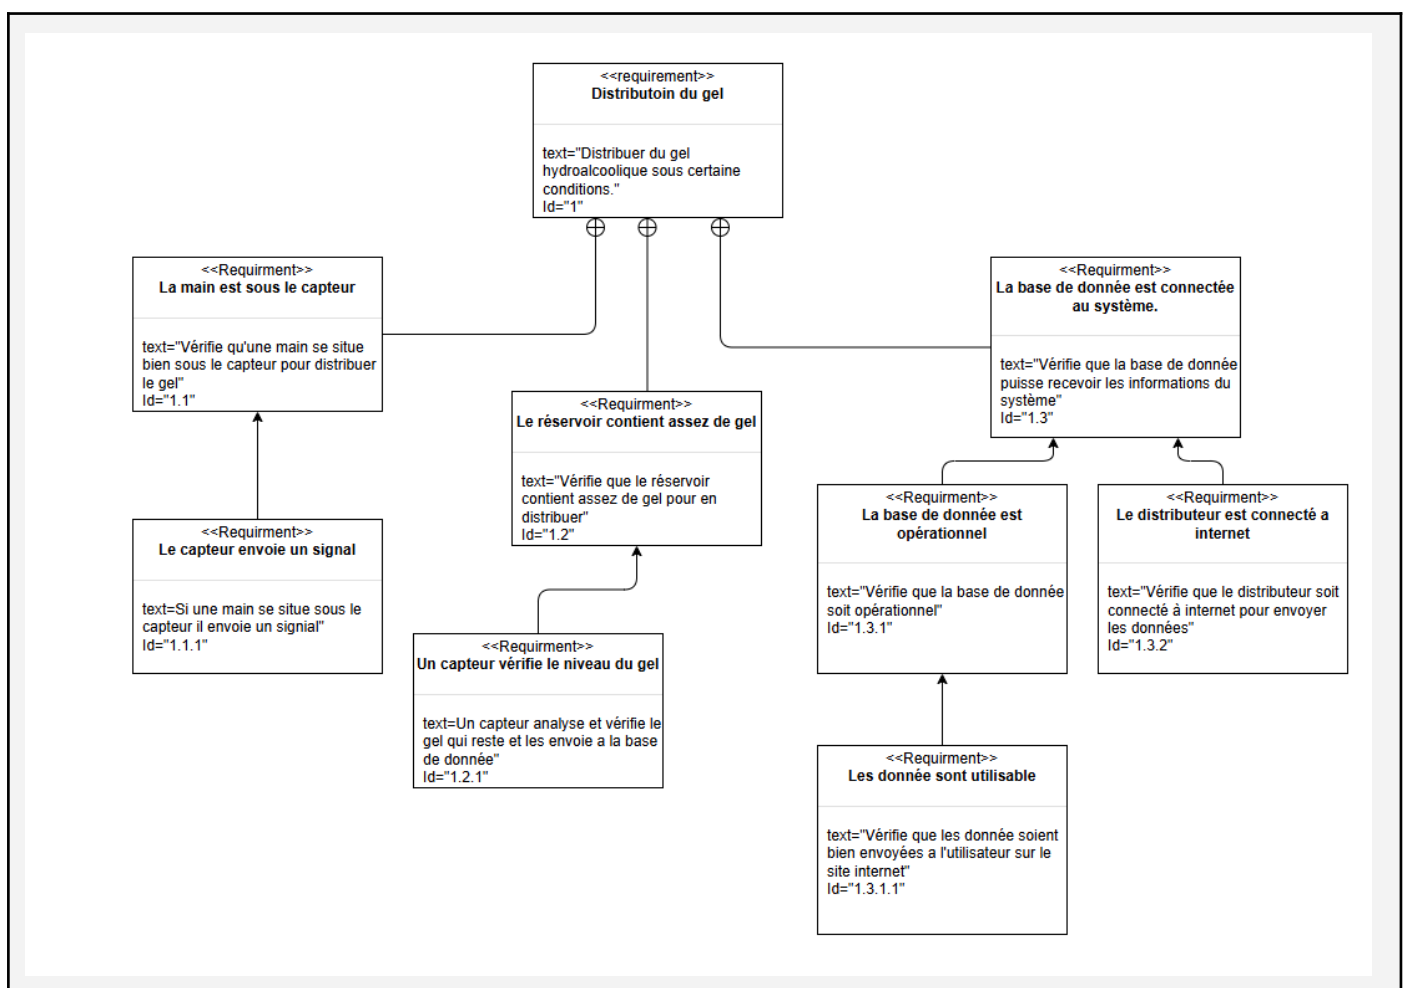 <<requirement>>
Distributoin du gel
text="Distribuer du gel
hydroalcoolique sous certaine
conditions."
Id="1"
<<Requirment>>
La main est sous le capteur
text="Vérifie qu'une main se situe
bien sous le capteur pour distribuer
le gel"
Id="1.1"
<<Requirment>>
La base de donnée est connectée
au système.
text="Vérifie que la base de donnée
puisse recevoir les informations du
système"
Id="1.3"
<<Requirment>>
Le réservoir contient assez de gel
text="Vérifie que le réservoir
contient assez de gel pour en
distribuer"
Id="1.2"
<<Requirment>>
Le capteur envoie un signal
text=Si une main se situe sous le
capteur il envoie un signial"
Id="1.1.1"
<<Requirment>>
La base de donnée est
opérationnel
text="Vérifie que la base de donnée
soit opérationnel"
Id="1.3.1"
<<Requirment>>
Le distributeur est connecté a
internet
text="Vérifie que le distributeur soit
connecté à internet pour envoyer
les données"
Id="1.3.2"
<<Requirment>>
Un capteur vérifie le niveau du gel
text=Un capteur analyse et vérifie le
gel qui reste et les envoie a la base
de donnée"
Id="1.2.1"
<<Requirment>>
Les donnée sont utilisable
text="Vérifie que les donnée soient
bien envoyées a l'utilisateur sur le
site internet"
Id="1.3.1.1"